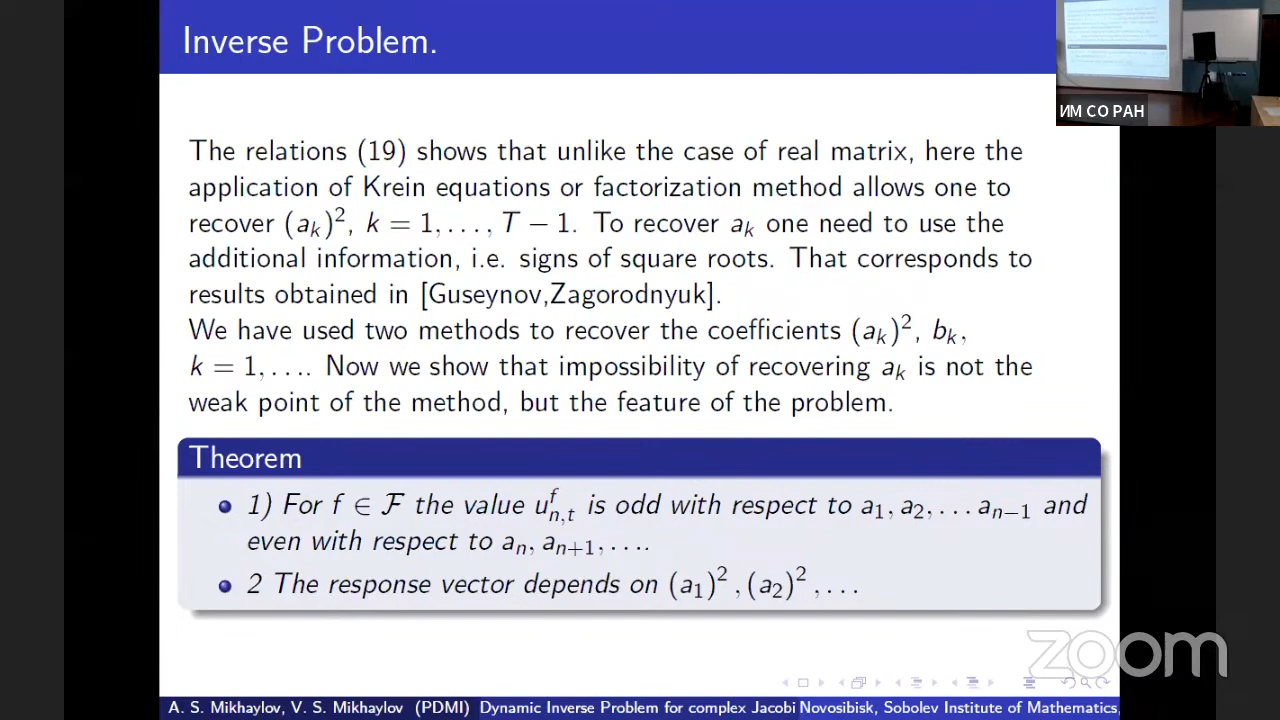 Inverse Problem.
ИМ СО РАН
The relations (19) shows that unlike the case of real matrix, here the
application of Krein equations or factorization method allows one to
recover (a_k)², k = 1, . . . , T − 1. To recover a_k one need to use the
additional information, i.e. signs of square roots. That corresponds to
results obtained in [Guseynov,Zagorodnyuk].
We have used two methods to recover the coefficients (a_k)², b_k,
k = 1, . . .. Now we show that impossibility of recovering a_k is not the
weak point of the method, but the feature of the problem.
Theorem
1) For f ∈ ℱ the value u^f_{n,t} is odd with respect to a₁, a₂, . . . a_{n−1} and
even with respect to a_n, a_{n+1}, . . ..
2 The response vector depends on (a₁)², (a₂)², . . .
zoom
A. S. Mikhaylov, V. S. Mikhaylov (PDMI) Dynamic Inverse Problem for complex Jacobi Novosibisk, Sobolev Institute of Mathematics,